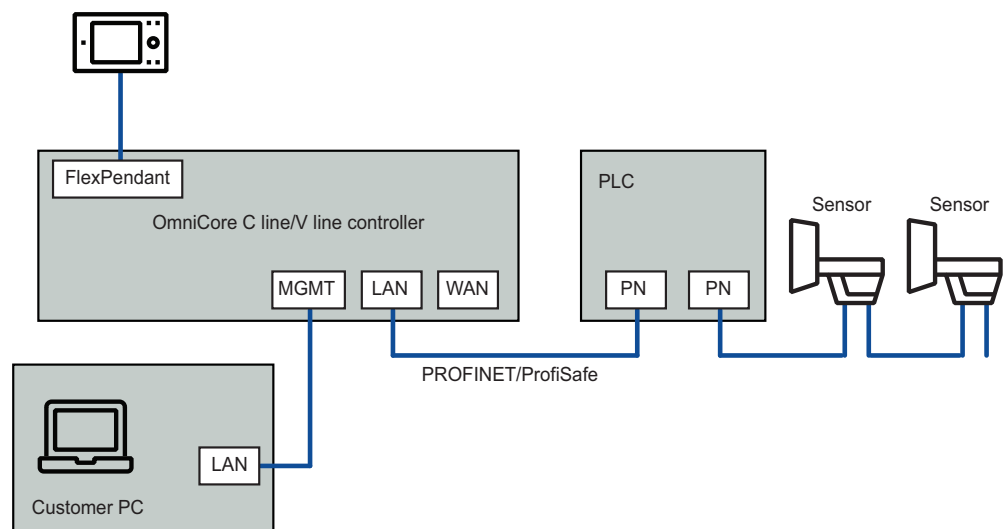 FlexPendant
OmniCore C line/V line controller
MGMT
LAN
WAN
PLC
PN
PN
Sensor
Sensor
PROFINET/ProfiSafe
LAN
Customer PC